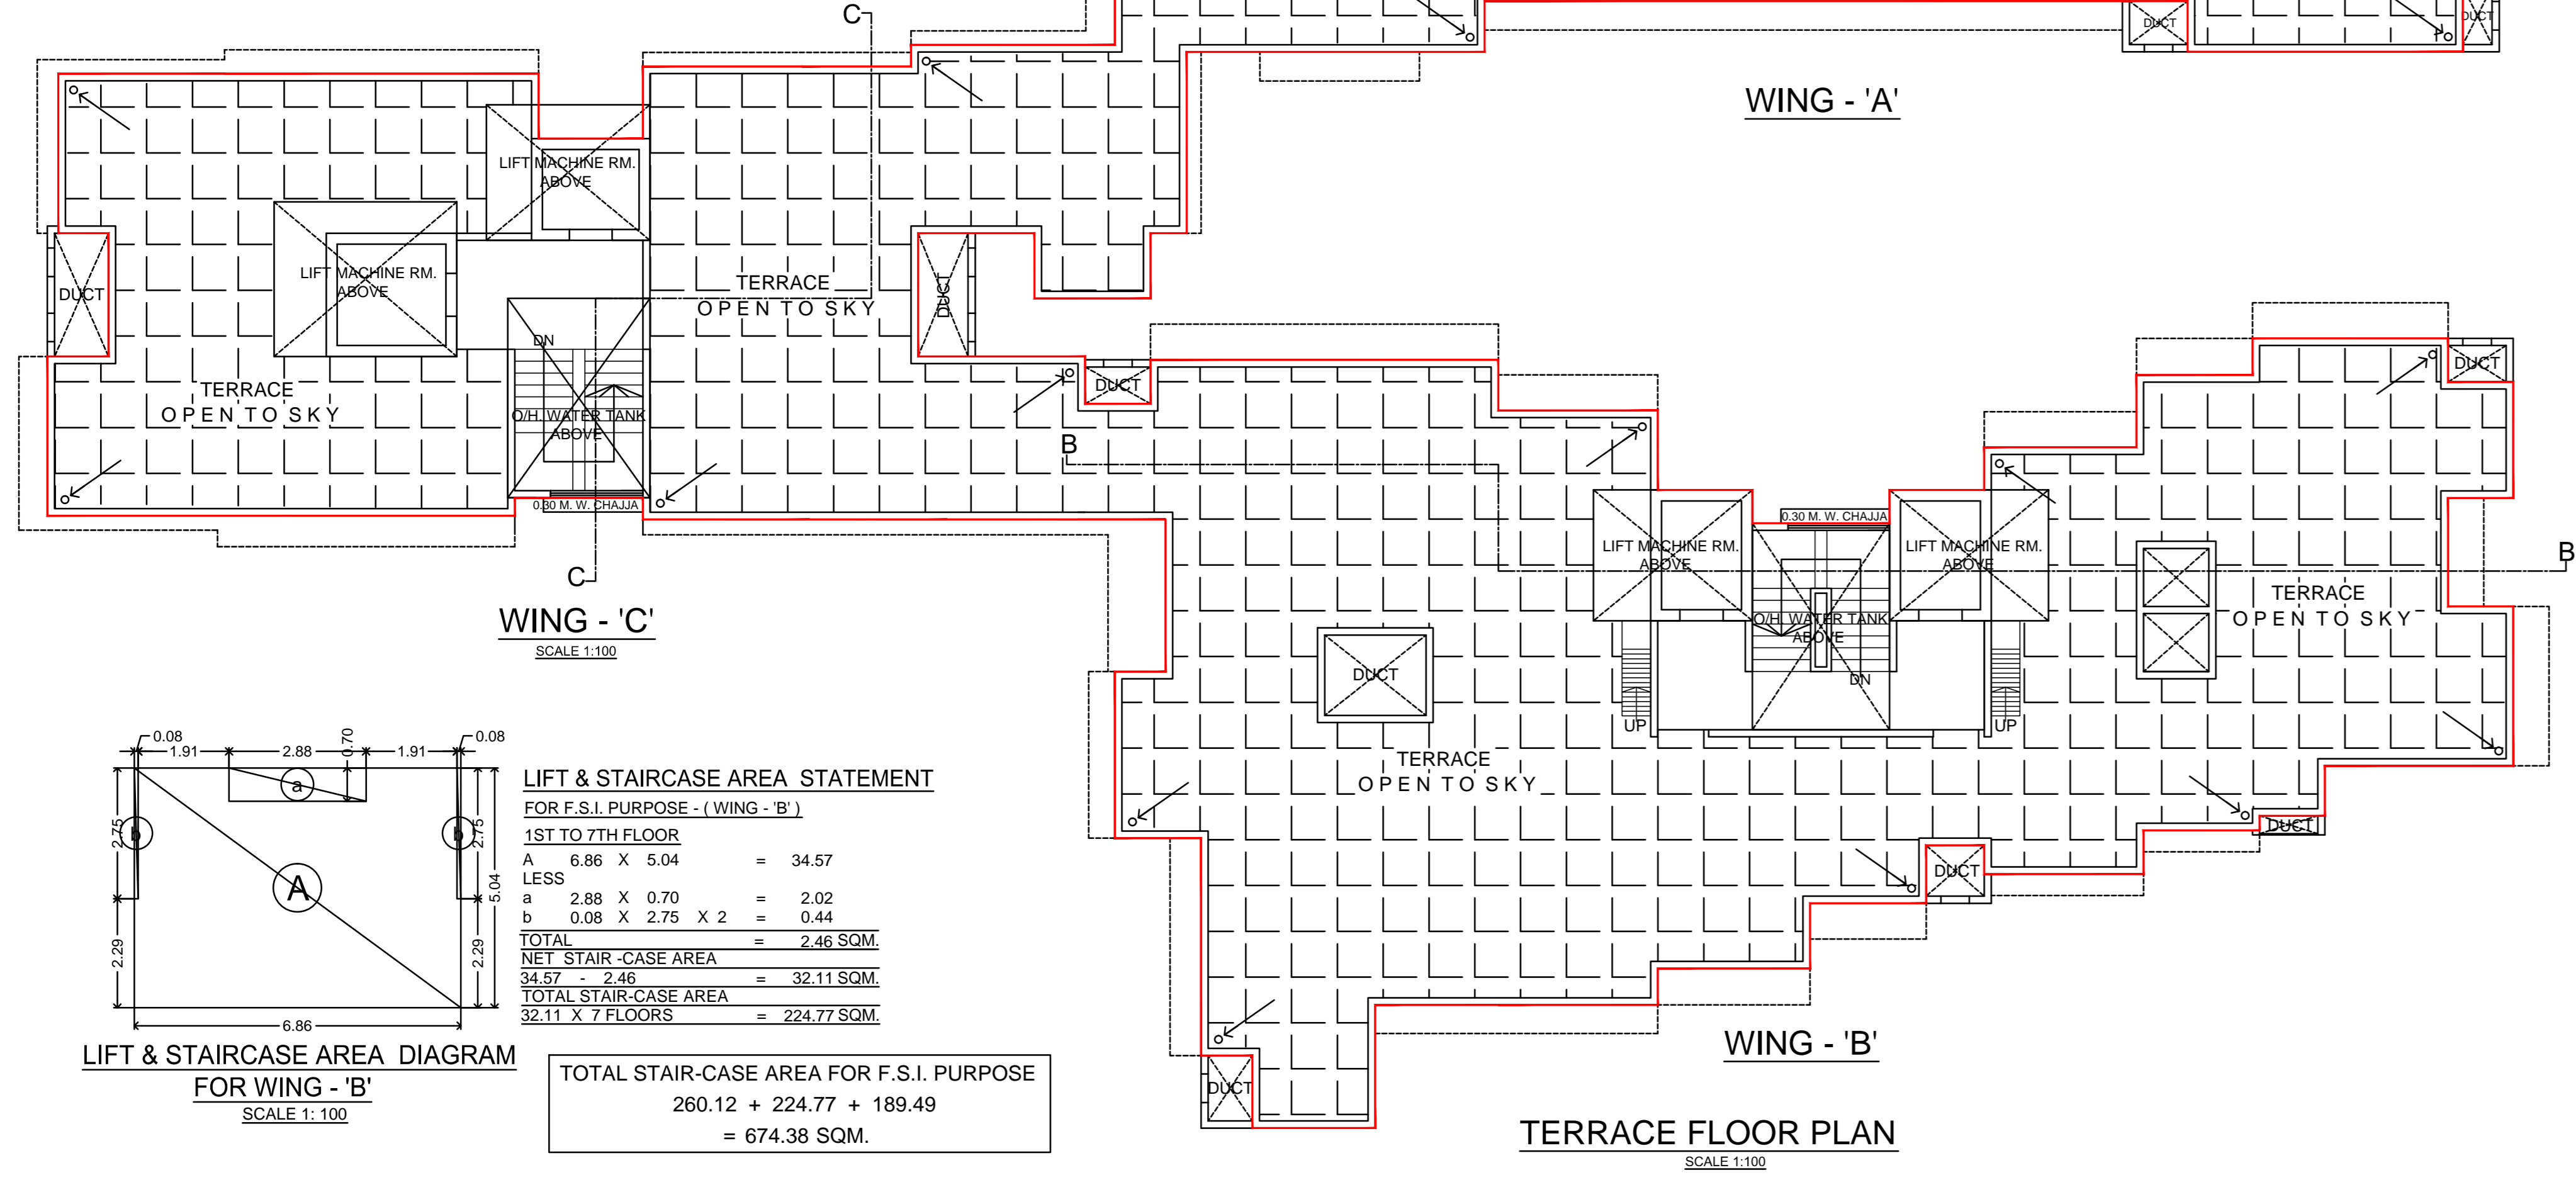 C
DUCT
DUCT
WING - 'A'
LIFT MACHINE RM.
ABOVE
LIFT MACHINE RM.
ABOVE
DUCT
TERRACE
OPEN TO SKY
DUCT
DN
TERRACE
OPEN TO SKY
O/H. WATER TANK
ABOVE
0.30 M. W. CHAJJA
C
WING - 'C'
SCALE 1:100
DUCT
DUCT
B
0.30 M. W. CHAJJA
LIFT MACHINE RM.
ABOVE
LIFT MACHINE RM.
ABOVE
B
TERRACE
OPEN TO SKY
O/H. WATER TANK
ABOVE
DUCT
DN
UP
UP
TERRACE
OPEN TO SKY
DUCT
DUCT
DUCT
WING - 'B'
TERRACE FLOOR PLAN
SCALE 1:100
0.08
1.91
2.88
0.70
1.91
0.08
a
2.75
b
b
2.75
A
5.04
2.29
2.29
6.86
LIFT & STAIRCASE AREA DIAGRAM
FOR WING - 'B'
SCALE 1: 100
LIFT & STAIRCASE AREA STATEMENT
FOR F.S.I. PURPOSE - ( WING - 'B' )
1ST TO 7TH FLOOR
A 6.86 X 5.04 = 34.57
LESS
a 2.88 X 0.70 = 2.02
b 0.08 X 2.75 X 2 = 0.44
TOTAL = 2.46 SQM.
NET STAIR -CASE AREA
34.57 - 2.46 = 32.11 SQM.
TOTAL STAIR-CASE AREA
32.11 X 7 FLOORS = 224.77 SQM.
TOTAL STAIR-CASE AREA FOR F.S.I. PURPOSE
260.12 + 224.77 + 189.49
= 674.38 SQM.